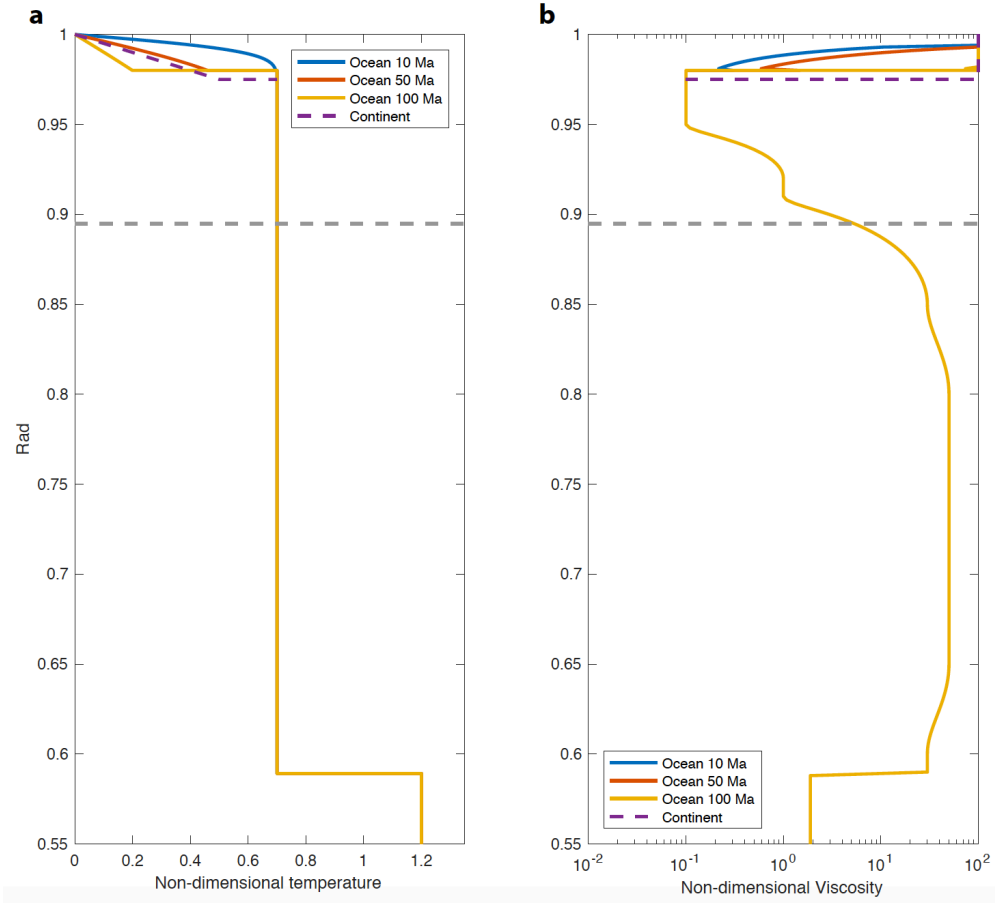 a
1
0.95
0.9
0.85
0.8
0.75
0.7
0.65
0.6
0.55
Rad
0 0.2 0.4 0.6 0.8 1 1.2
Non-dimensional temperature
Ocean 10 Ma
Ocean 50 Ma
Ocean 100 Ma
Continent
b
1
0.95
0.9
0.85
0.8
0.75
0.7
0.65
0.6
0.55
Ocean 10 Ma
Ocean 50 Ma
Ocean 100 Ma
Continent
10⁻² 10⁻¹ 10⁰ 10¹ 10²
Non-dimensional Viscosity